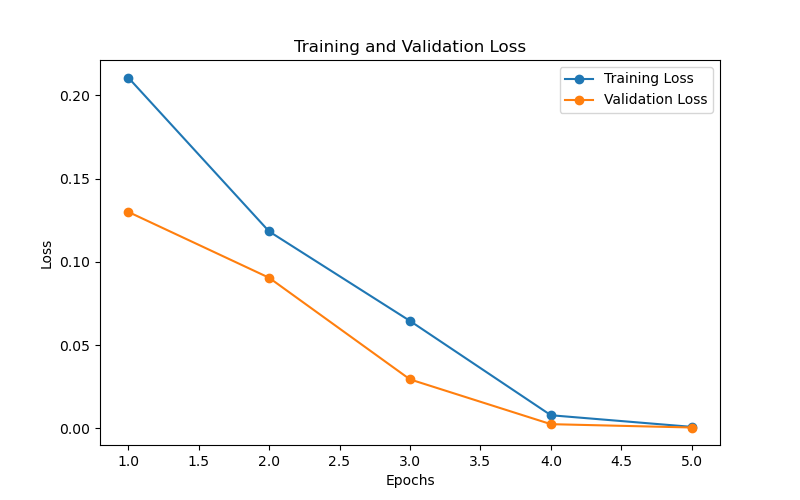 Training and Validation Loss
Training Loss
Validation Loss
0.20
0.15
0.10
0.05
0.00
Loss
1.0 1.5 2.0 2.5 3.0 3.5 4.0 4.5 5.0
Epochs